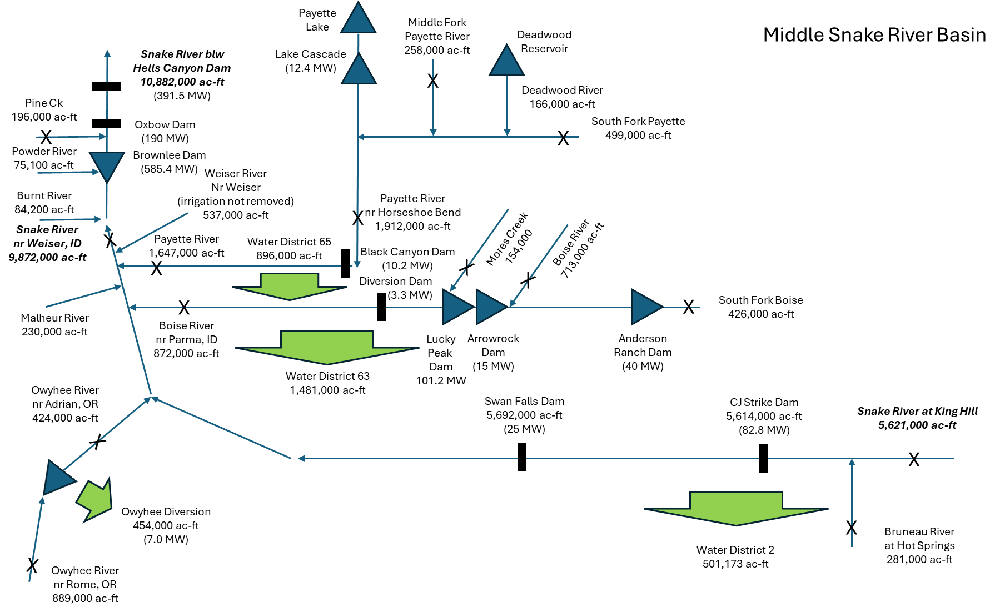 Middle Snake River Basin
Payette
Lake
Lake Cascade
(12.4 MW)
Middle Fork
Payette River
258,000 ac-ft
Deadwood
Reservoir
Deadwood River
166,000 ac-ft
South Fork Payette
499,000 ac-ft
Snake River blw
Hells Canyon Dam
10,882,000 ac-ft
(391.5 MW)
Pine Ck
196,000 ac-ft
Oxbow Dam
(190 MW)
Powder River
75,100 ac-ft
Brownlee Dam
(585.4 MW)
Weiser River
Nr Weiser
(irrigation not removed)
537,000 ac-ft
Burnt River
84,200 ac-ft
Snake River
nr Weiser, ID
9,872,000 ac-ft
Payette River
1,647,000 ac-ft
Water District 65
896,000 ac-ft
Payette River
nr Horseshoe Bend
1,912,000 ac-ft
Black Canyon Dam
(10.2 MW)
Diversion Dam
(3.3 MW)
Mores Creek
154,000
Boise River
713,000 ac-ft
South Fork Boise
426,000 ac-ft
Malheur River
230,000 ac-ft
Boise River
nr Parma, ID
872,000 ac-ft
Lucky
Peak
Dam
101.2 MW
Arrowrock
Dam
(15 MW)
Anderson
Ranch Dam
(40 MW)
Water District 63
1,481,000 ac-ft
Owyhee River
nr Adrian, OR
424,000 ac-ft
Swan Falls Dam
5,692,000 ac-ft
(25 MW)
CJ Strike Dam
5,614,000 ac-ft
(82.8 MW)
Snake River at King Hill
5,621,000 ac-ft
Owyhee Diversion
454,000 ac-ft
(7.0 MW)
Water District 2
501,173 ac-ft
Bruneau River
at Hot Springs
281,000 ac-ft
Owyhee River
nr Rome, OR
889,000 ac-ft